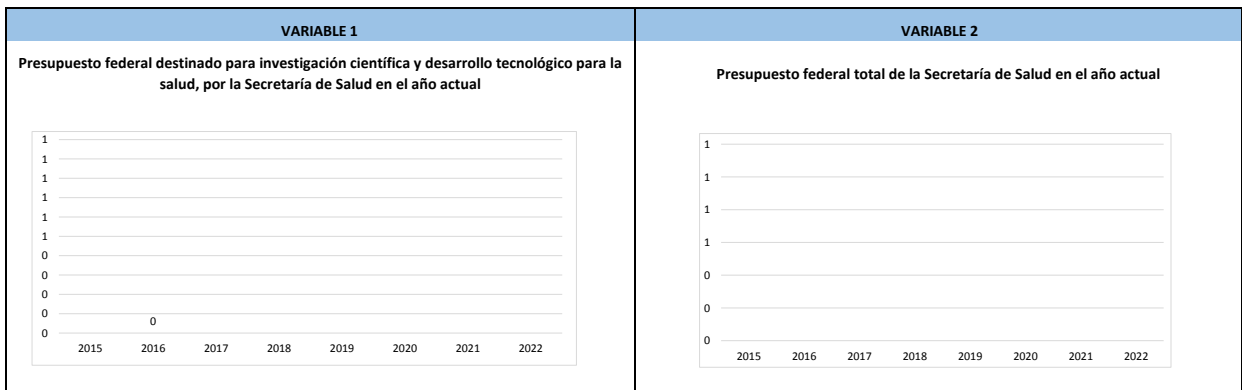 VARIABLE 1
Presupuesto federal destinado para investigación científica y desarrollo tecnológico para la
salud, por la Secretaría de Salud en el año actual
1
1
1
1
1
1
0
0
0
0
0
0
2015 2016 2017 2018 2019 2020 2021 2022
VARIABLE 2
Presupuesto federal total de la Secretaría de Salud en el año actual
1
1
1
1
0
0
0
2015 2016 2017 2018 2019 2020 2021 2022